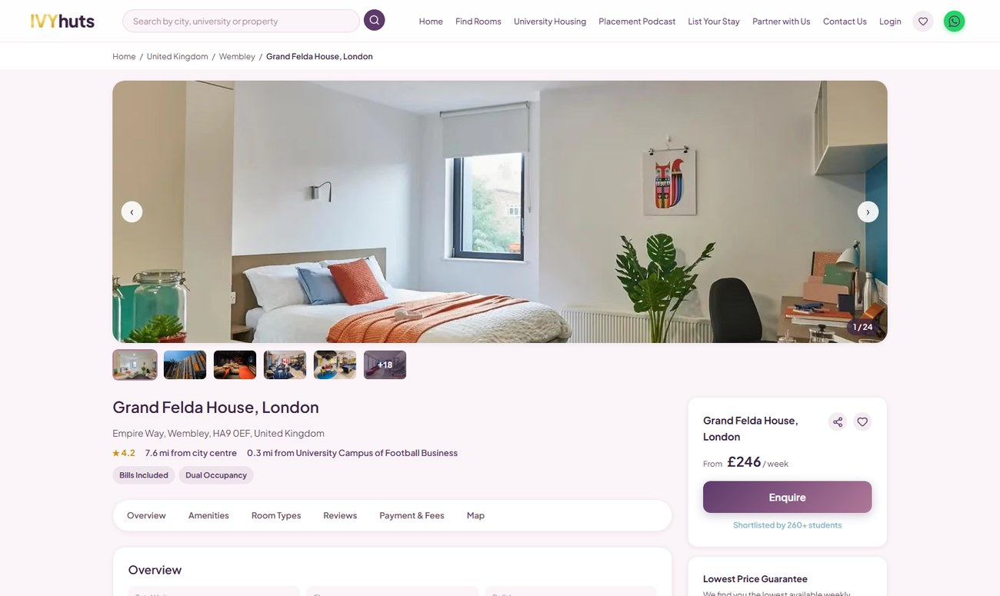 IVYhuts
Search by city, university or property
Home Find Rooms University Housing Placement Podcast List Your Stay Partner with Us Contact Us Login
Home / United Kingdom / Wembley / Grand Felda House, London
‹ ›
1 / 24
+18
Grand Felda House, London
Empire Way, Wembley, HA9 0EF, United Kingdom
★ 4.2 7.6 mi from city centre 0.3 mi from University Campus of Football Business
Bills Included Dual Occupancy
Overview Amenities Room Types Reviews Payment & Fees Map
Overview
Grand Felda House,
London
From £246 / week
Enquire
Shortlisted by 260+ students
Lowest Price Guarantee
We find you the lowest available weekly